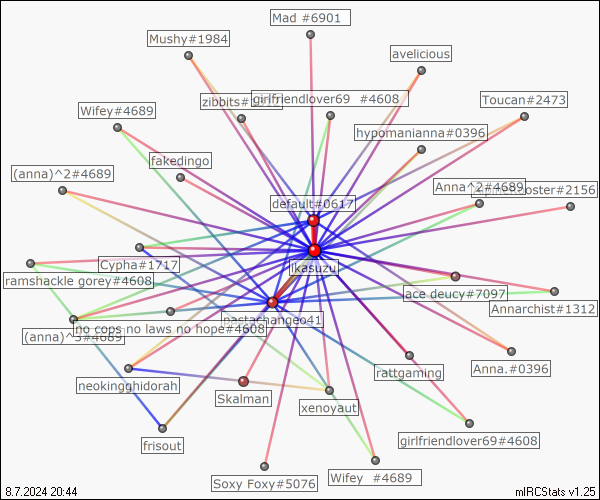 Mad #6901
Mushy#1984
avelicious
zibbits#
girlfriendlover69 #4608
Toucan#2473
Wifey#4689
hypomanianna#0396
fakedingo
(anna)^2#4689
Anna^2#4689
#2156
default#0617
Cypha#1717
ikasuzu
ramshackle gorey#4608
ace deucy#7097
Annarchist#1312
pastachangeo41
no cops no laws no hope#4608
(anna)^3#4689
Anna.#0396
rattgaming
neokingghidorah
Skalman
xenoyaut
frisout
girlfriendlover69#4608
Soxy Foxy#5076
Wifey #4689
8.7.2024 20:44
mIRCStats v1.25